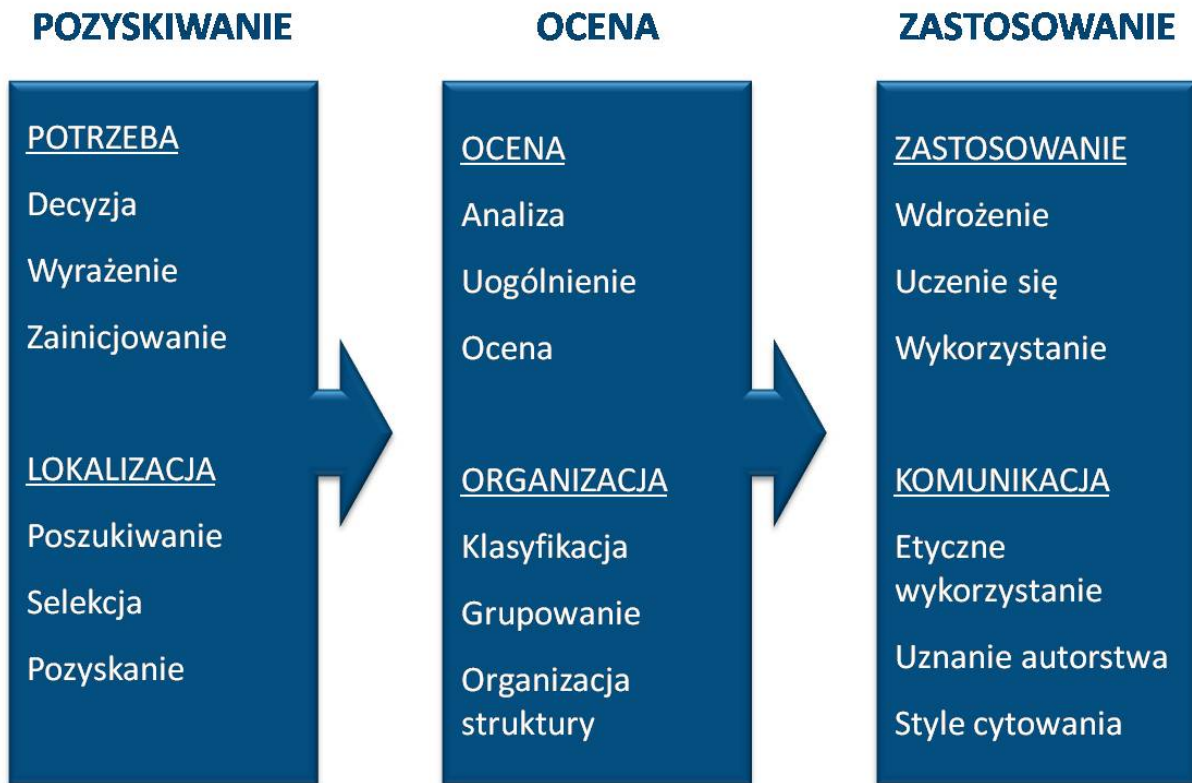 POZYSKIWANIE
POTRZEBA
Decyzja
Wyrażenie
Zainicjowanie
LOKALIZACJA
Poszukiwanie
Selekcja
Pozyskanie
OCENA
OCENA
Analiza
Uogólnienie
Ocena
ORGANIZACJA
Klasyfikacja
Grupowanie
Organizacja
struktury
ZASTOSOWANIE
ZASTOSOWANIE
Wdrożenie
Uczenie się
Wykorzystanie
KOMUNIKACJA
Etyczne
wykorzystanie
Uznanie autorstwa
Style cytowania